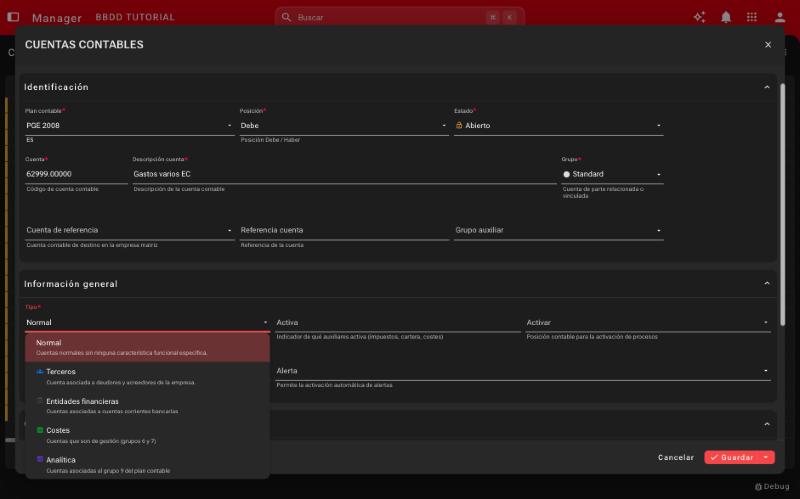 Manager BBDD TUTORIAL
Buscar
⌘ K
CUENTAS CONTABLES
Identificación
Plan contable* Posición* Estado*
PGE 2008 Debe Abierto
ES Posición Debe / Haber
Cuenta* Descripción cuenta* Grupo*
62999.00000 Gastos varios EC Standard
Código de cuenta contable Descripción de la cuenta contable Cuenta de parte relacionada o
vinculada
Cuenta de referencia Referencia cuenta Grupo auxiliar
Cuenta contable de destino en la empresa matriz Referencia de la cuenta
Información general
Tipo*
Normal Activa Activar
Indicador de qué auxiliares activa (impuestos, cartera, costes) Posición contable para la activación de procesos
Normal
Cuentas normales sin ninguna característica funcional específica.
Terceros
Cuenta asociada a deudores y acreedores de la empresa.
Alerta
Permite la activación automática de alertas
Entidades financieras
Cuentas asociadas a cuentas corrientes bancarias
Costes
Cuentas que son de gestión (grupos 6 y 7)
Analítica
Cuentas asociadas al grupo 9 del plan contable
Cancelar Guardar
Debug